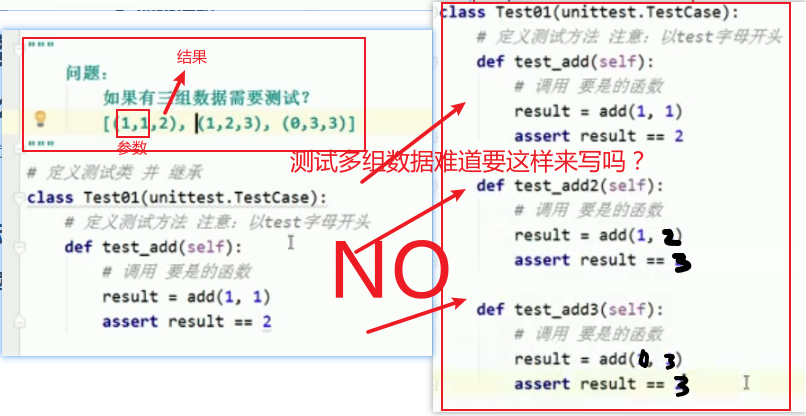 """
问题：
结果
如果有三组数据需要测试?
[(1,1,2), (1,2,3), (0,3,3)]
"""
参数
# 定义测试类 并 继承
class Test01(unittest.TestCase):
# 定义测试方法 注意：以test字母开头
def test_add(self):
# 调用 要是的函数
result = add(1, 1)
assert result == 2
测试多组数据难道要这样来写吗？
NO
class Test01(unittest.TestCase):
# 定义测试方法 注意：以test字母开头
def test_add(self):
# 调用 要是的函数
result = add(1, 1)
assert result == 2
def test_add2(self):
# 调用 要是的函数
result = add(1, 2)
assert result == 3
def test_add3(self):
# 调用 要是的函数
result = add(0, 3)
assert result == 3